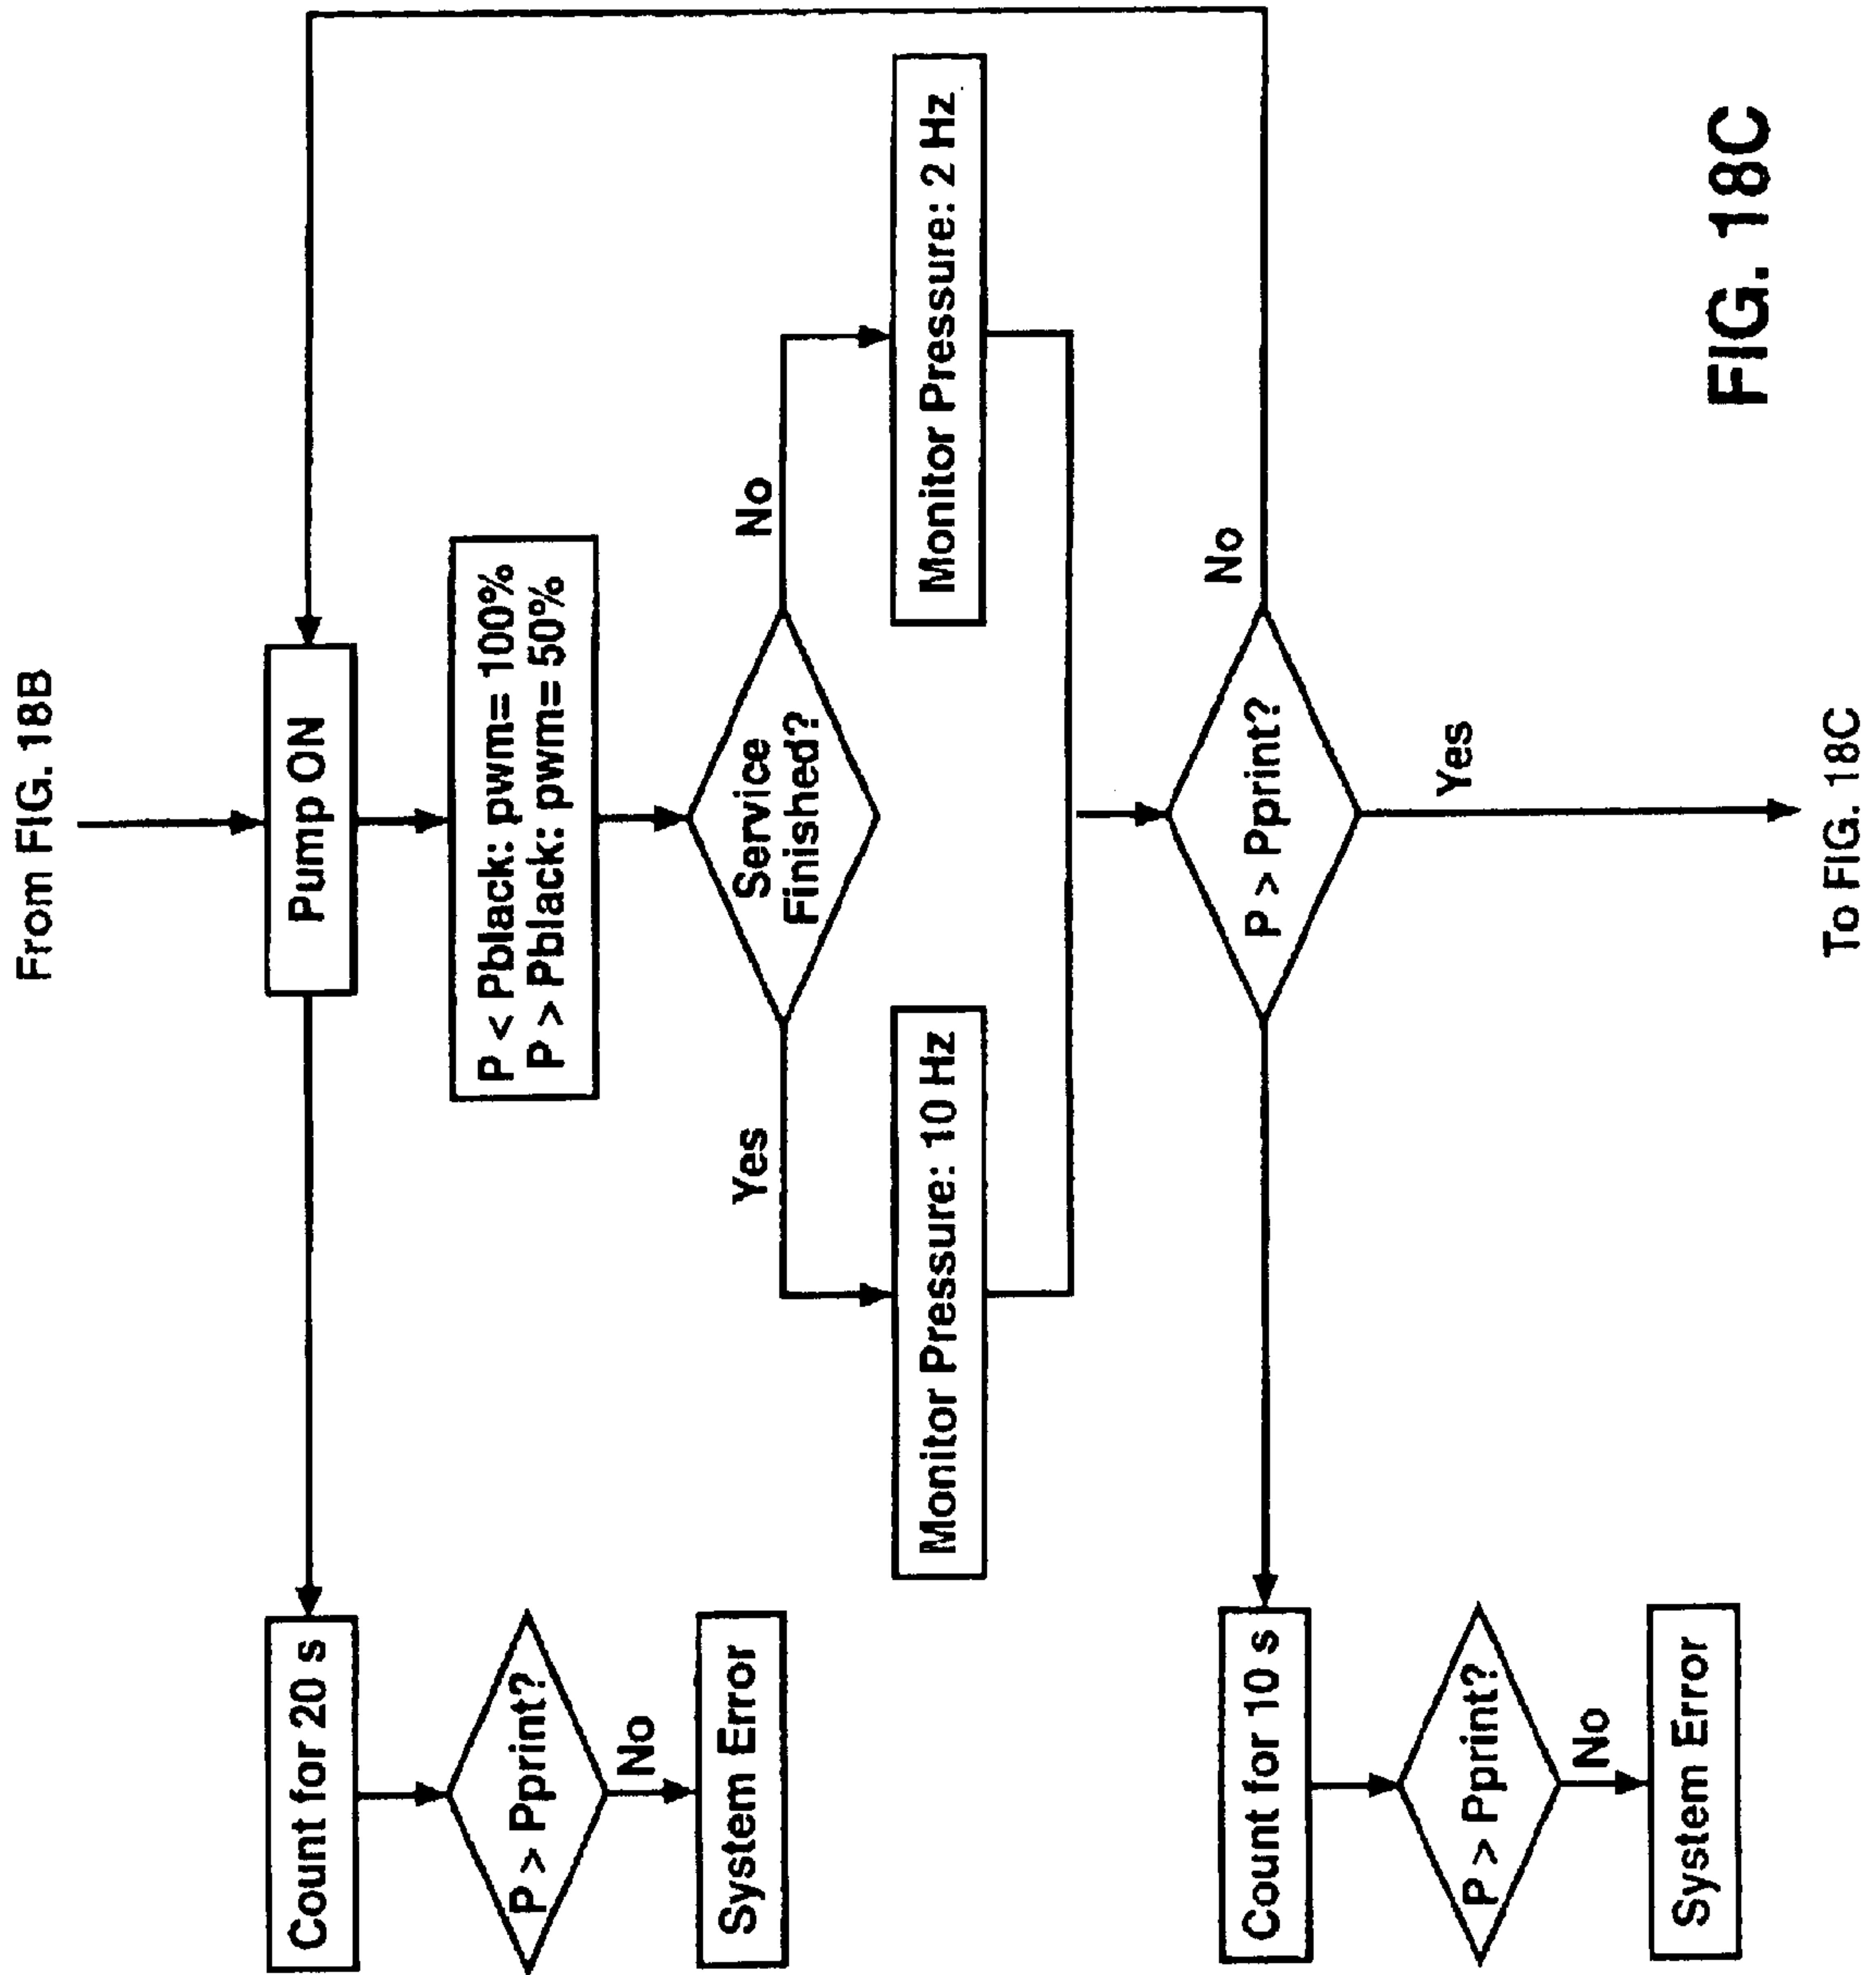 From FIG. 18B
Pump ON
Count for 20 s
P < Pblack: pwm= 100%
P > Pblack: pwm= 50%
P > Pprint?
No
System Error
Service
Finished?
Yes
No
Monitor Pressure: 10 Hz
Monitor Pressure: 2 Hz
P > Pprint?
No
Yes
Count for 10 s
P > Pprint?
No
System Error
To FIG. 18C
FIG. 18C